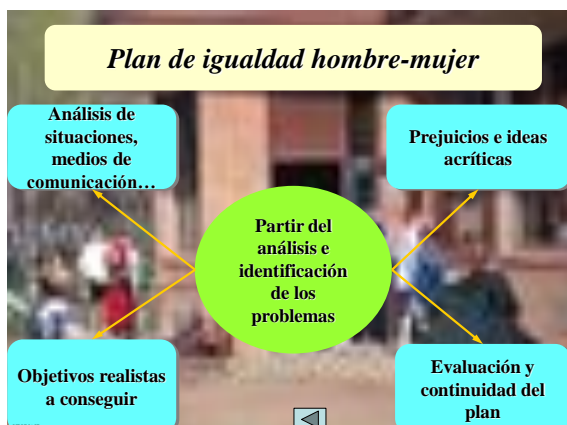 Plan de igualdad hombre-mujer
Análisis de
situaciones,
medios de
comunicación…
Prejuicios e ideas
acríticas
Partir del
análisis e
identificación
de los
problemas
Objetivos realistas
a conseguir
Evaluación y
continuidad del
plan